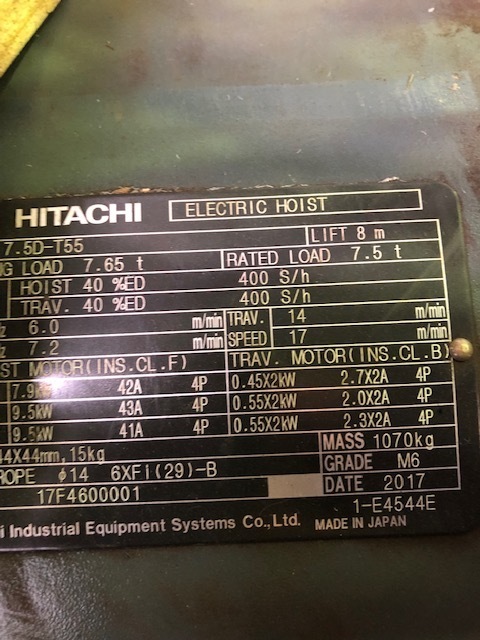 HITACHI ELECTRIC HOIST
7.5D-T55 LIFT 8 m
LOAD 7.65 t RATED LOAD 7.5 t
HOIST 40 %ED 400 S/h
TRAV. 40 %ED 400 S/h
6.0 m/min TRAV. 14 m/min
7.2 m/min SPEED 17 m/min
MOTOR(INS.CL.F) TRAV. MOTOR(INS.CL.B)
7.9kW 42A 4P 0.45X2kW 2.7X2A 4P
9.5kW 43A 4P 0.55X2kW 2.0X2A 4P
9.5kW 41A 4P 0.55X2kW 2.3X2A 4P
44X44mm,15kg MASS 1070kg
ROPE φ14 6XFi(29)-B GRADE M6
17F4600001 DATE 2017
1-E4544E
Industrial Equipment Systems Co.,Ltd. MADE IN JAPAN